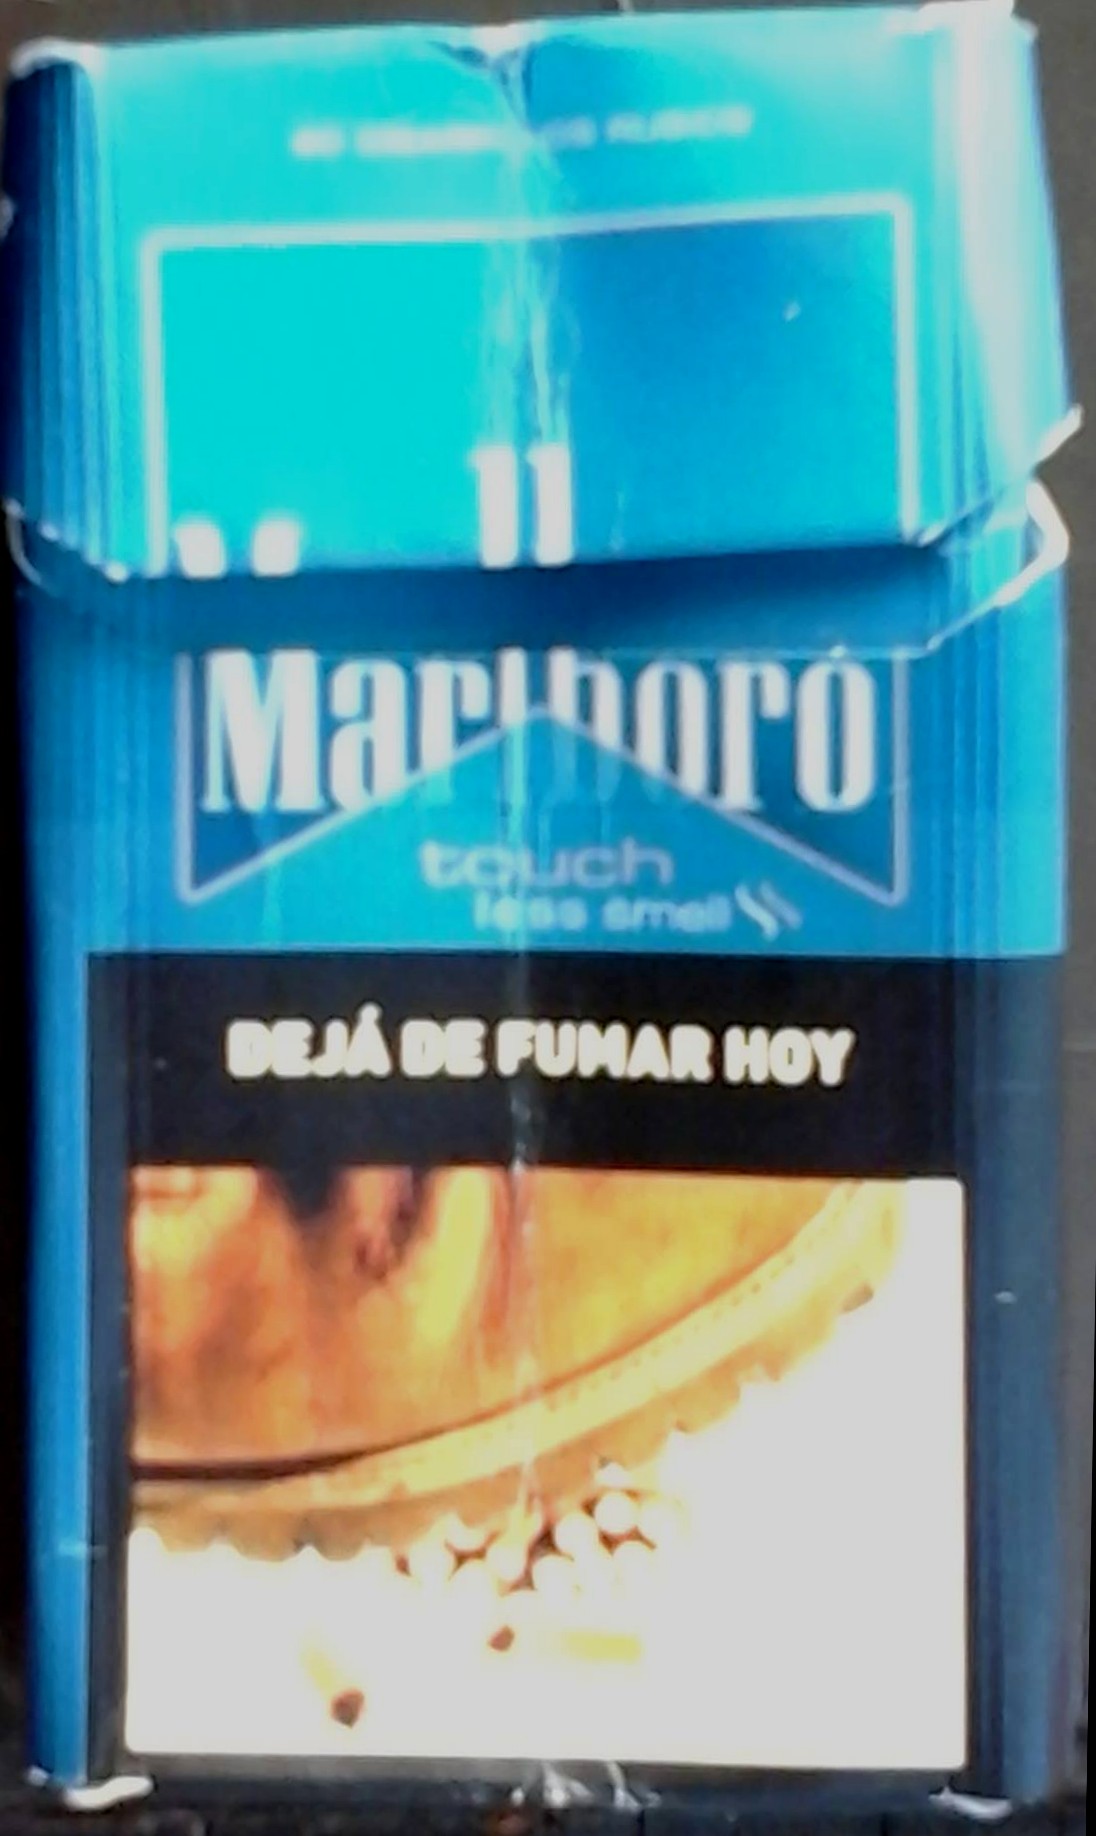 Marlboro
touch
less smell
DEJÁ DE FUMAR HOY